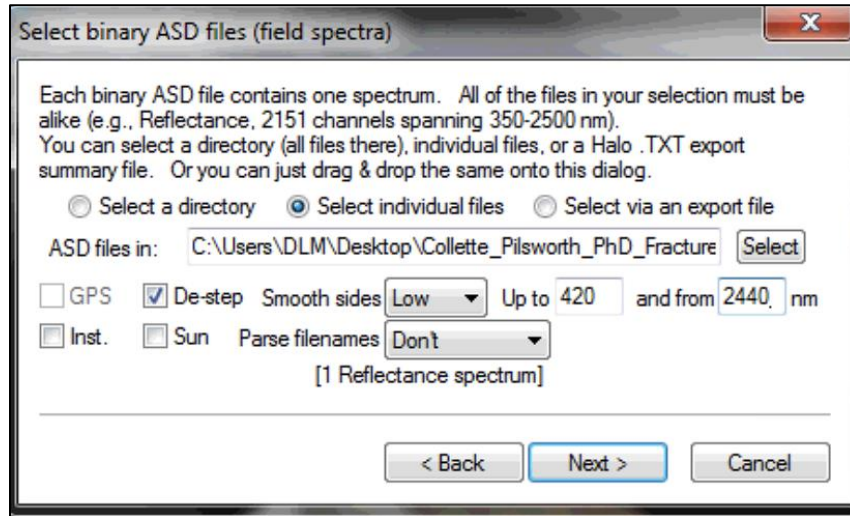 Select binary ASD files (field spectra)
Each binary ASD file contains one spectrum. All of the files in your selection must be
alike (e.g., Reflectance, 2151 channels spanning 350-2500 nm).
You can select a directory (all files there), individual files, or a Halo .TXT export
summary file. Or you can just drag & drop the same onto this dialog.
Select a directory Select individual files Select via an export file
ASD files in: C:\Users\DLM\Desktop\Collette_Pilsworth_PhD_Fracture Select
GPS De-step Smooth sides Low Up to 420 and from 2440 nm
Inst. Sun Parse filenames Don't
[1 Reflectance spectrum]
< Back Next > Cancel